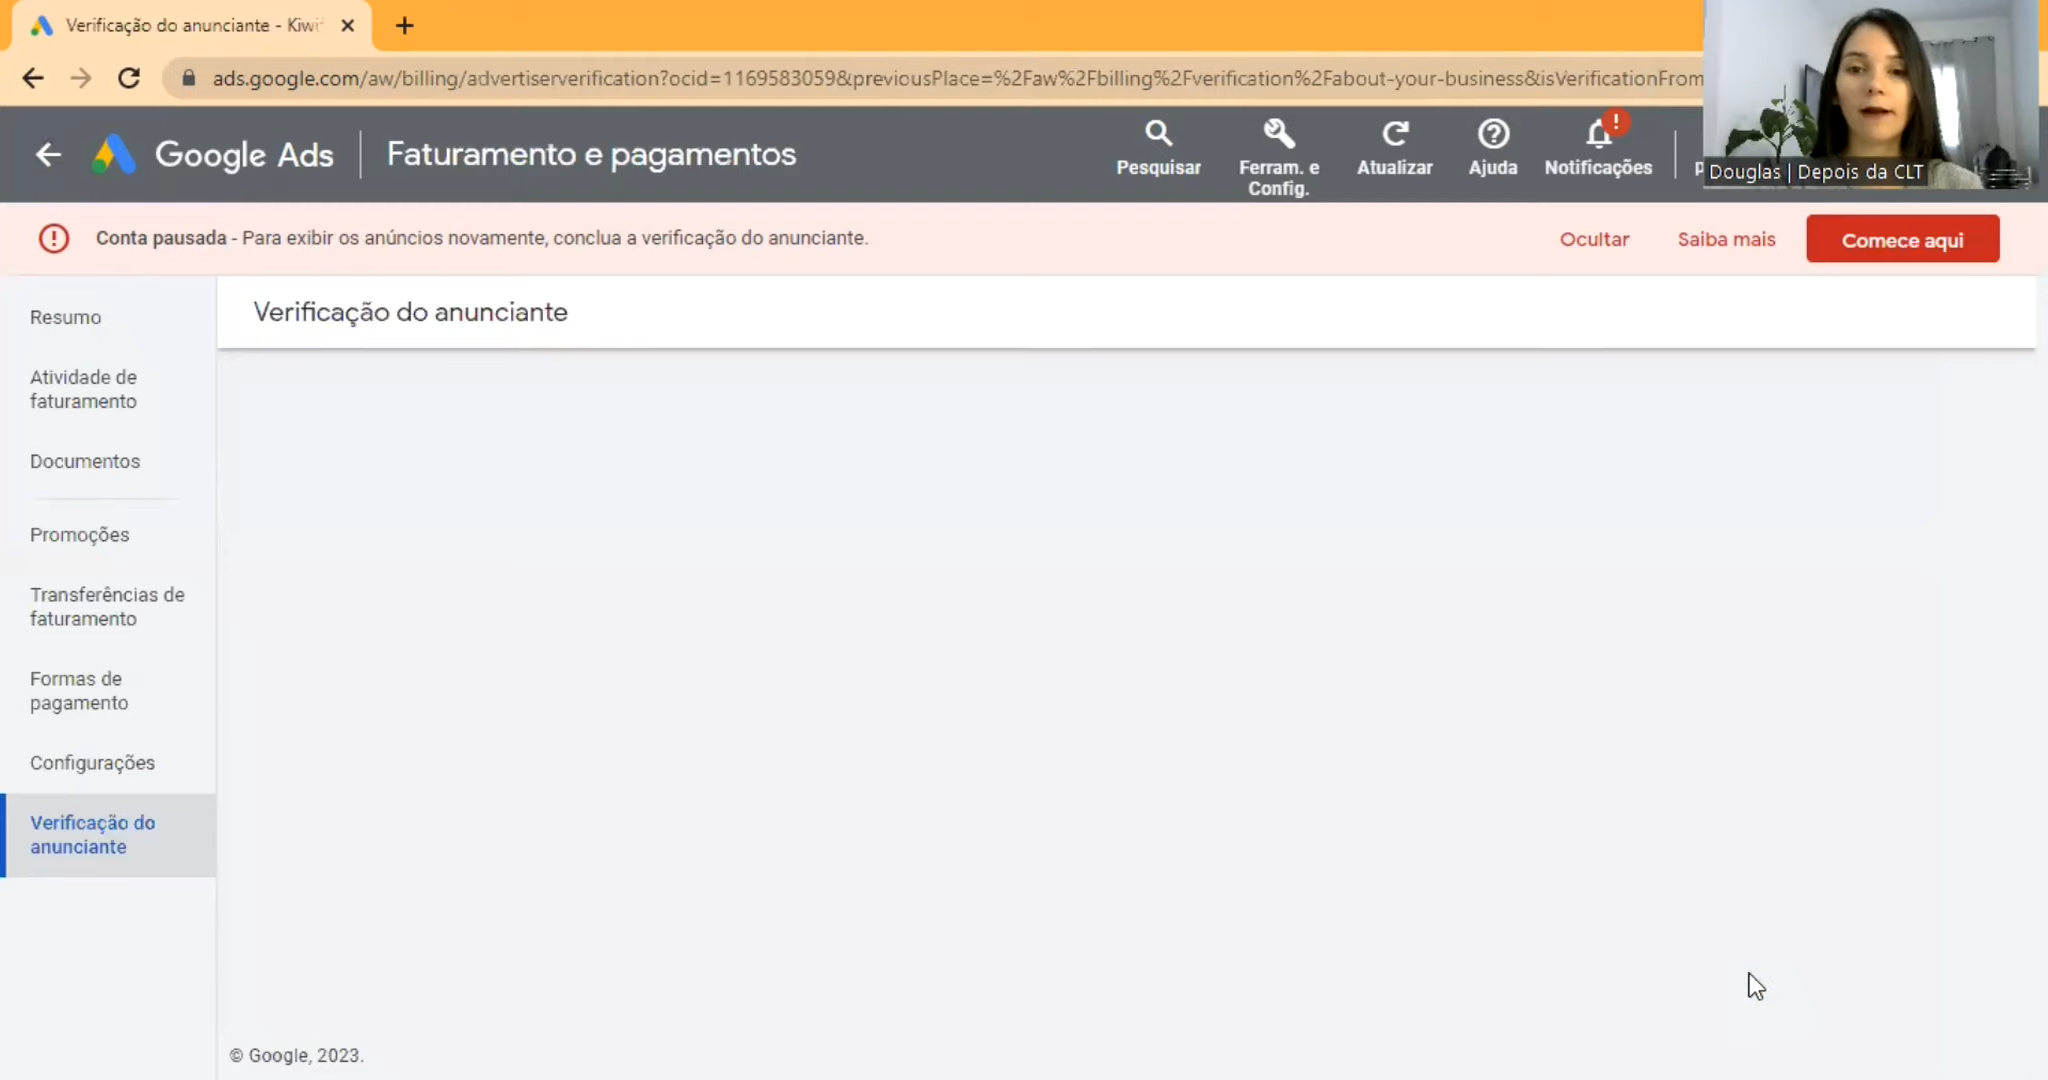 Verificação do anunciante - Kiwi
ads.google.com/aw/billing/advertiserverification?ocid=1169583059&previousPlace=%2Faw%2Fbilling%2Fverification%2Fabout-your-business&isVerificationFrom
Google Ads
Faturamento e pagamentos
Pesquisar
Ferram. e
Config.
Atualizar
Ajuda
Notificações
Douglas | Depois da CLT
Conta pausada - Para exibir os anúncios novamente, conclua a verificação do anunciante.
Ocultar
Saiba mais
Comece aqui
Resumo
Atividade de
faturamento
Documentos
Promoções
Transferências de
faturamento
Formas de
pagamento
Configurações
Verificação do
anunciante
Verificação do anunciante
© Google, 2023.